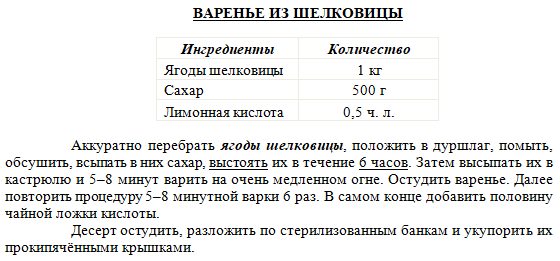 ВАРЕНЬЕ ИЗ ШЕЛКОВИЦЫ
Ингредиенты Количество
Ягоды шелковицы 1 кг
Сахар 500 г
Лимонная кислота 0,5 ч. л.
Аккуратно перебрать ягоды шелковицы, положить в дуршлаг, помыть,
обсушить, всыпать в них сахар, выстоять их в течение 6 часов. Затем высыпать их в
кастрюлю и 5–8 минут варить на очень медленном огне. Остудить варенье. Далее
повторить процедуру 5–8 минутной варки 6 раз. В самом конце добавить половину
чайной ложки кислоты.
Десерт остудить, разложить по стерилизованным банкам и укупорить их
прокипячёнными крышками.